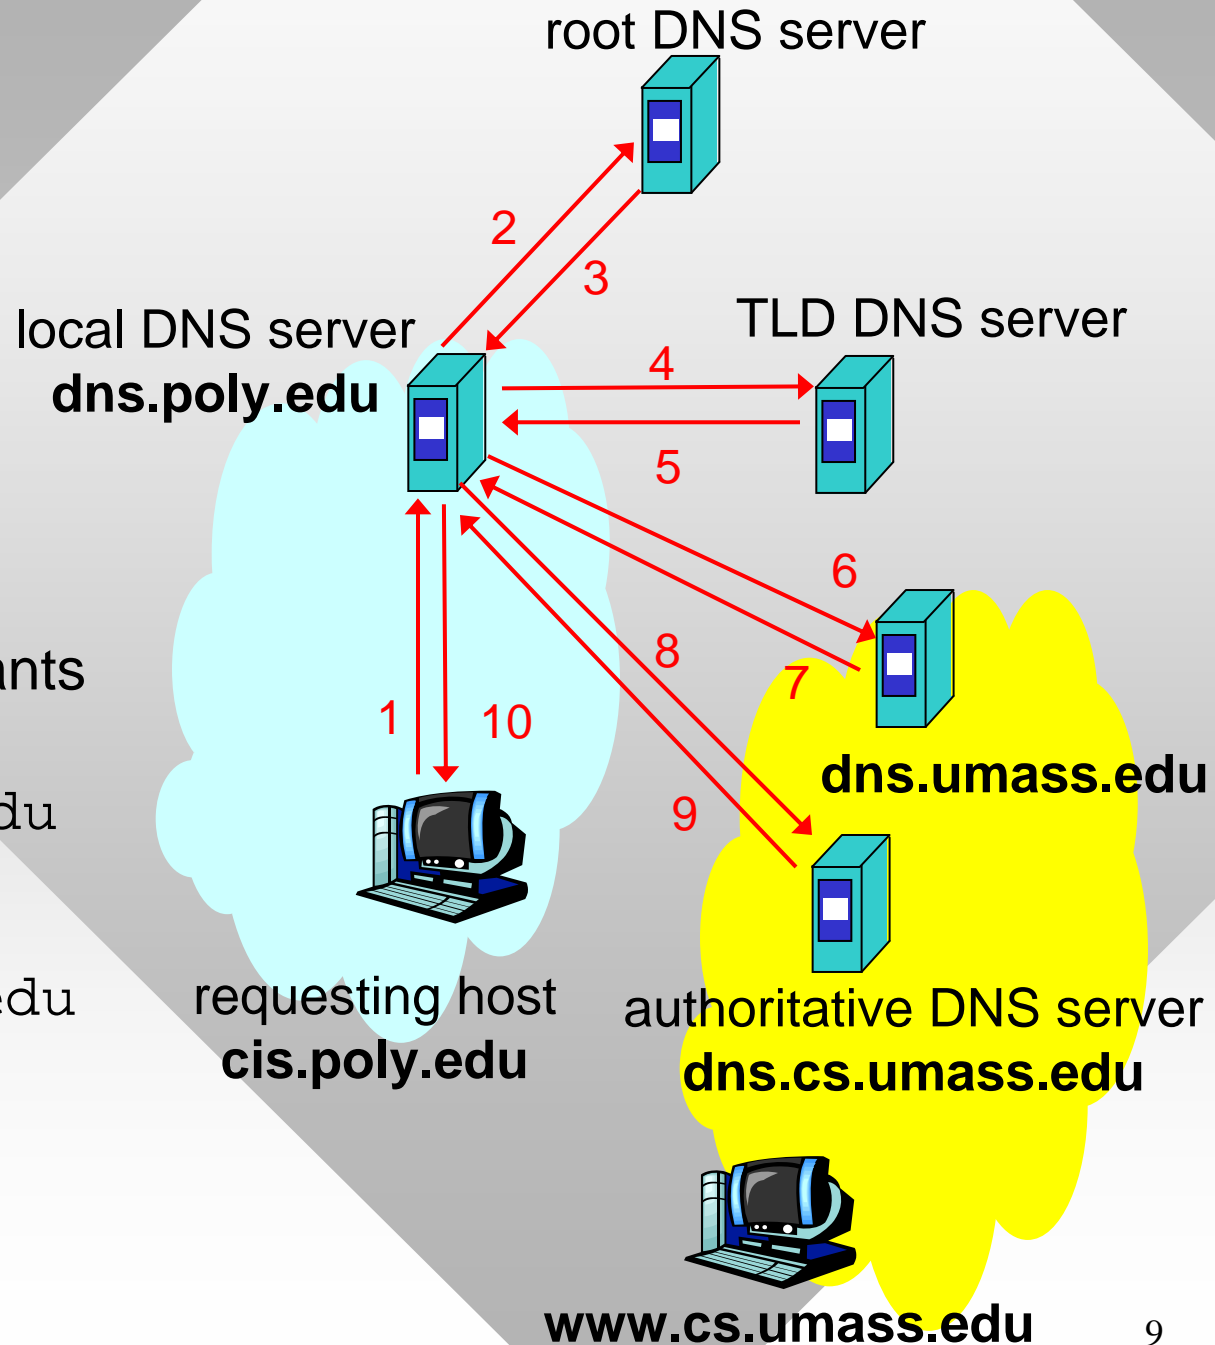 root DNS server
2
3
local DNS server
dns.poly.edu
TLD DNS server
4
5
6
7
8
9
1
10
dns.umass.edu
requesting host
cis.poly.edu
authoritative DNS server
dns.cs.umass.edu
www.cs.umass.edu
9